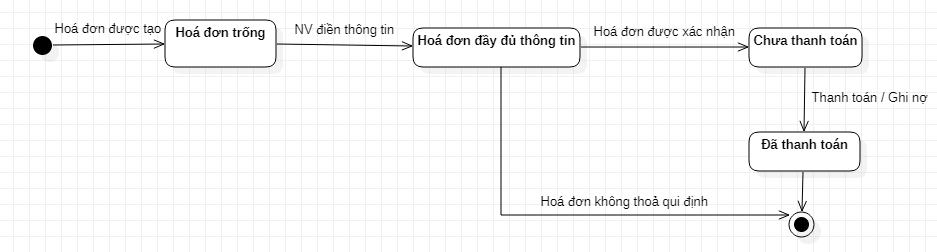 Hoá đơn được tạo
Hoá đơn trống
NV điền thông tin
Hoá đơn đầy đủ thông tin
Hoá đơn được xác nhận
Chưa thanh toán
Thanh toán / Ghi nợ
Đã thanh toán
Hoá đơn không thoả qui định